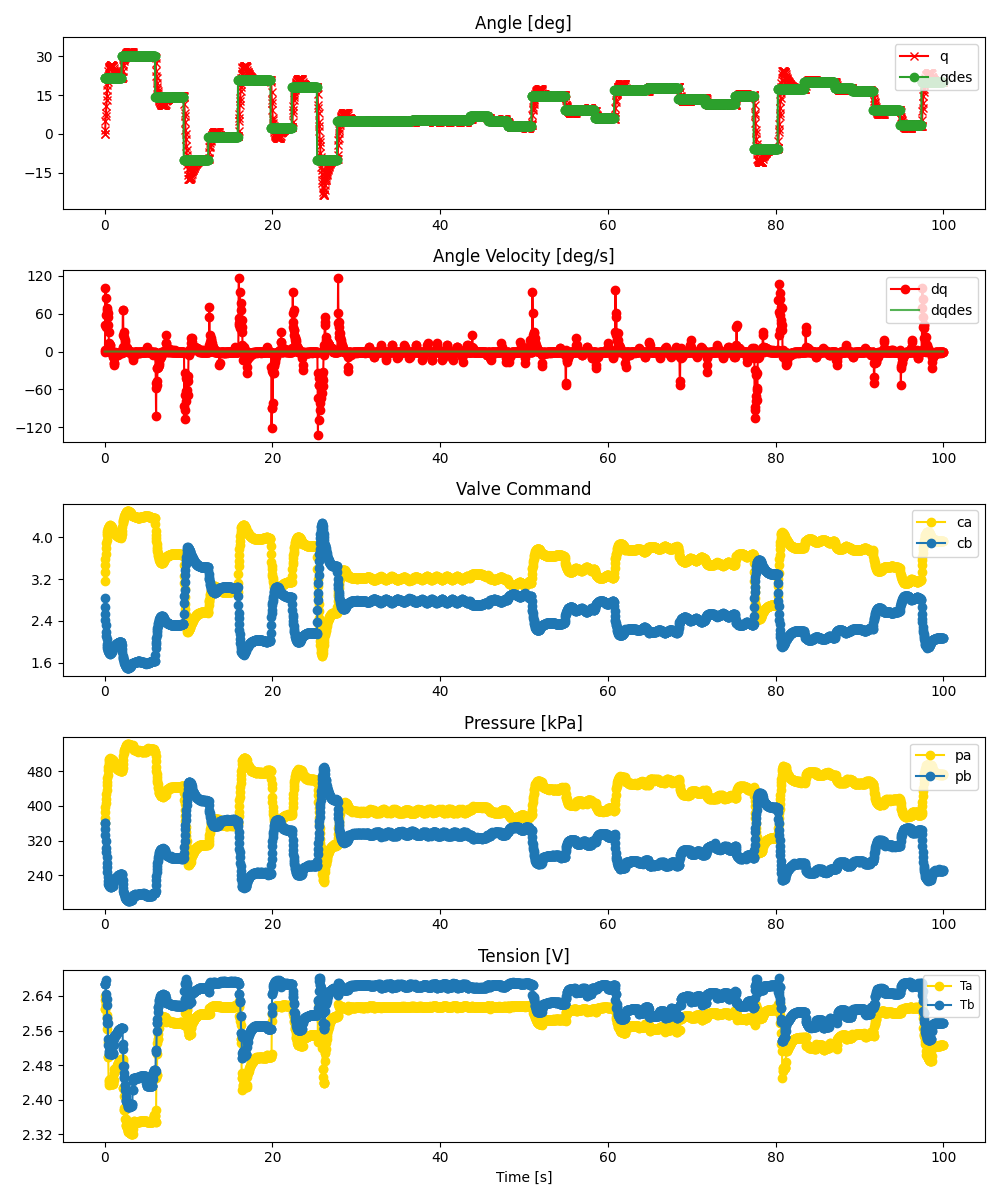 Angle [deg]
30
15
0
−15
q
qdes
0 20 40 60 80 100
Angle Velocity [deg/s]
120
60
0
−60
−120
dq
dqdes
0 20 40 60 80 100
Valve Command
4.0
3.2
2.4
1.6
ca
cb
0 20 40 60 80 100
Pressure [kPa]
480
400
320
240
pa
pb
0 20 40 60 80 100
Tension [V]
2.64
2.56
2.48
2.40
2.32
Ta
Tb
0 20 40 60 80 100
Time [s]